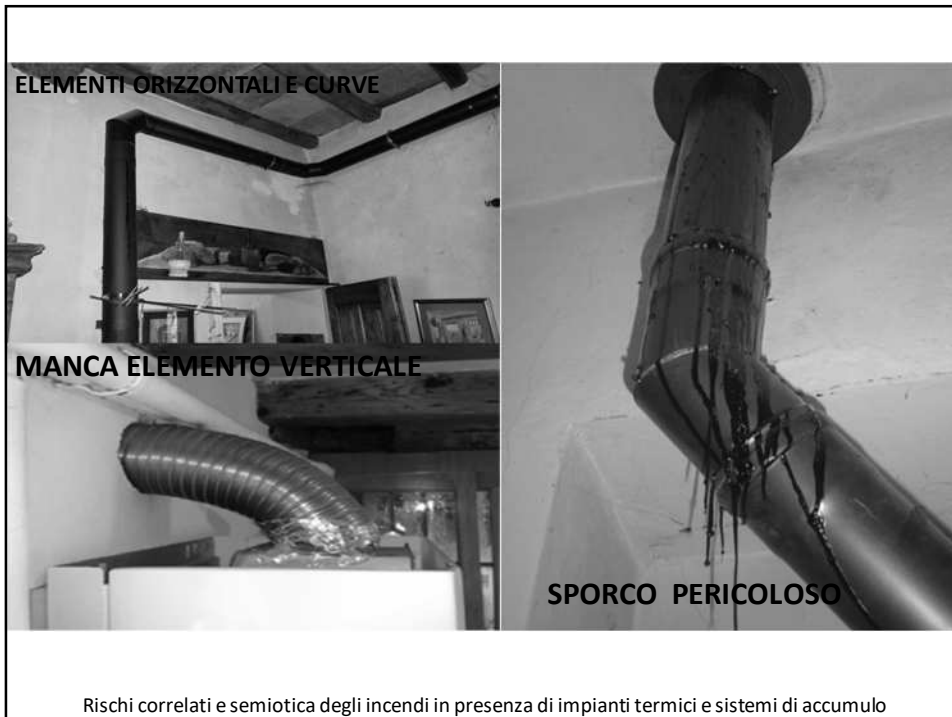 ELEMENTI ORIZZONTALI E CURVE
MANCA ELEMENTO VERTICALE
SPORCO PERICOLOSO
Rischi correlati e semiotica degli incendi in presenza di impianti termici e sistemi di accumulo